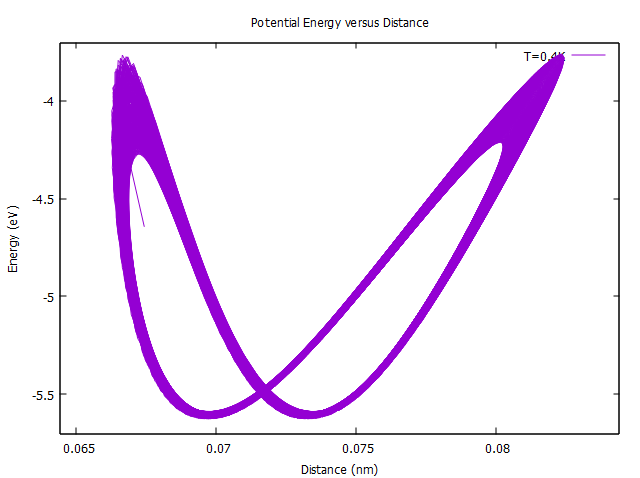 Potential Energy versus Distance
T=0.4K
-4
-4.5
-5
-5.5
Energy (eV)
0.065
0.07
0.075
0.08
Distance (nm)